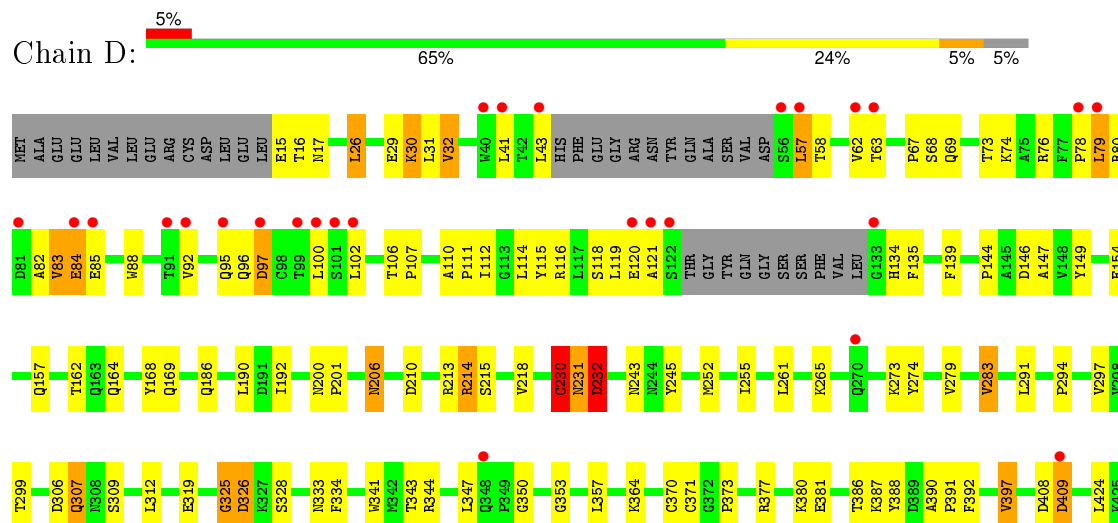 5%
Chain D:
65% 24% 5% 5%
MET ALA GLU GLU LEU VAL LEU GLU ARG CYS ASP LEU GLU LEU E15 T16 N17 L26 E29 K30 L31 V32 W40 L41 T42 L43 HIS PHE GLU GLY ARG ASN TYR GLN ALA SER VAL ASP S56 L57 T58 V62 T63 P67 S68 Q69 T73 K74 A75 R76 F77 P78 L79
D81 A82 V83 E84 E85 W88 T91 V92 Q95 Q96 D97 C98 T99 L100 S101 L102 T106 P107 A110 P111 I112 G113 L114 Y115 R116 L117 S118 L119 E120 A121 S122 THR GLY TYR GLN GLY SER SER PHE VAL LEU G133 H134 F135 F139 P144 A145 D146 A147 V148 Y149
Q157 T162 Q163 Q164 Y168 Q169 Q186 L190 D191 I192 N200 P201 N206 D210 R213 R214 S215 V218 C230 N231 D232 N243 N244 Y245 M252 I255 L261 K265 Q270 K273 Y274 V279 V283 L291 P294 V297
T299 D306 Q307 N308 S309 L312 E319 G325 D326 K327 S328 N333 F334 W341 M342 T343 R344 L347 Q348 P349 G350 G353 L357 K364 C370 C371 G372 P373 R377 K380 E381 T386 K387 Y388 D389 A390 P391 F392 V397 D408 D409 L424